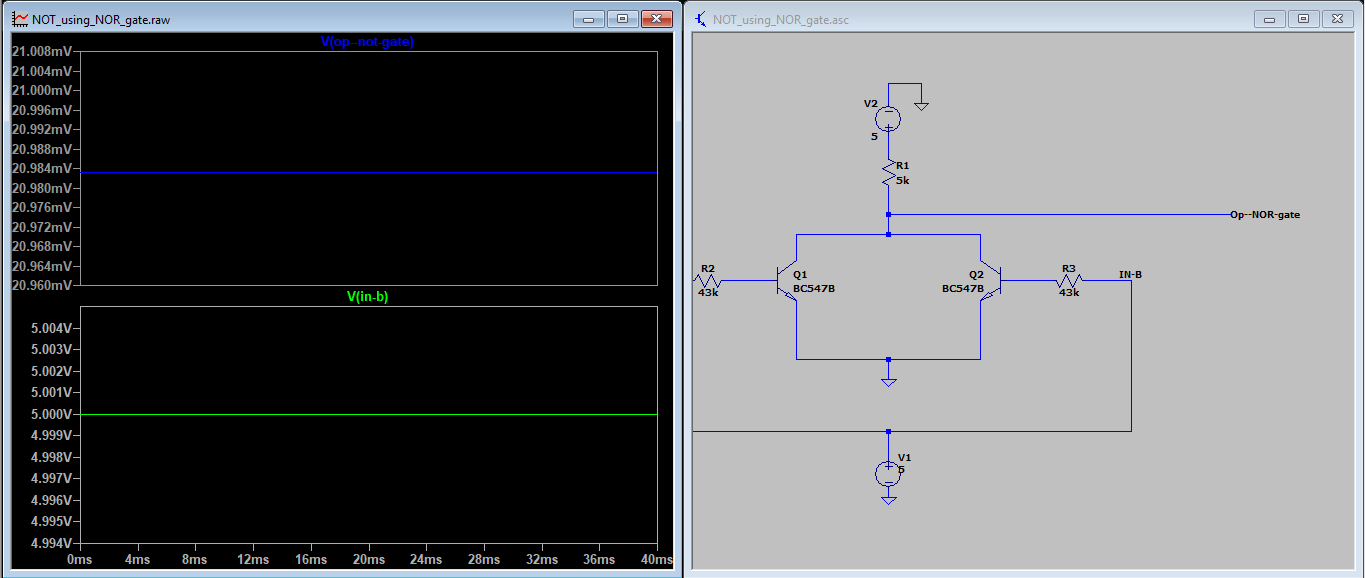 NOT_using_NOR_gate.raw
V(op--not-gate)
21.008mV
21.004mV
21.000mV
20.996mV
20.992mV
20.988mV
20.984mV
20.980mV
20.976mV
20.972mV
20.968mV
20.964mV
20.960mV
V(in-b)
5.004V
5.003V
5.002V
5.001V
5.000V
4.999V
4.998V
4.997V
4.996V
4.995V
4.994V
0ms 4ms 8ms 12ms 16ms 20ms 24ms 28ms 32ms 36ms 40ms
NOT_using_NOR_gate.asc
V2
5
R1
5k
Op--NOR-gate
R2
43k
Q1
BC547B
Q2
BC547B
R3
43k
IN-B
V1
5